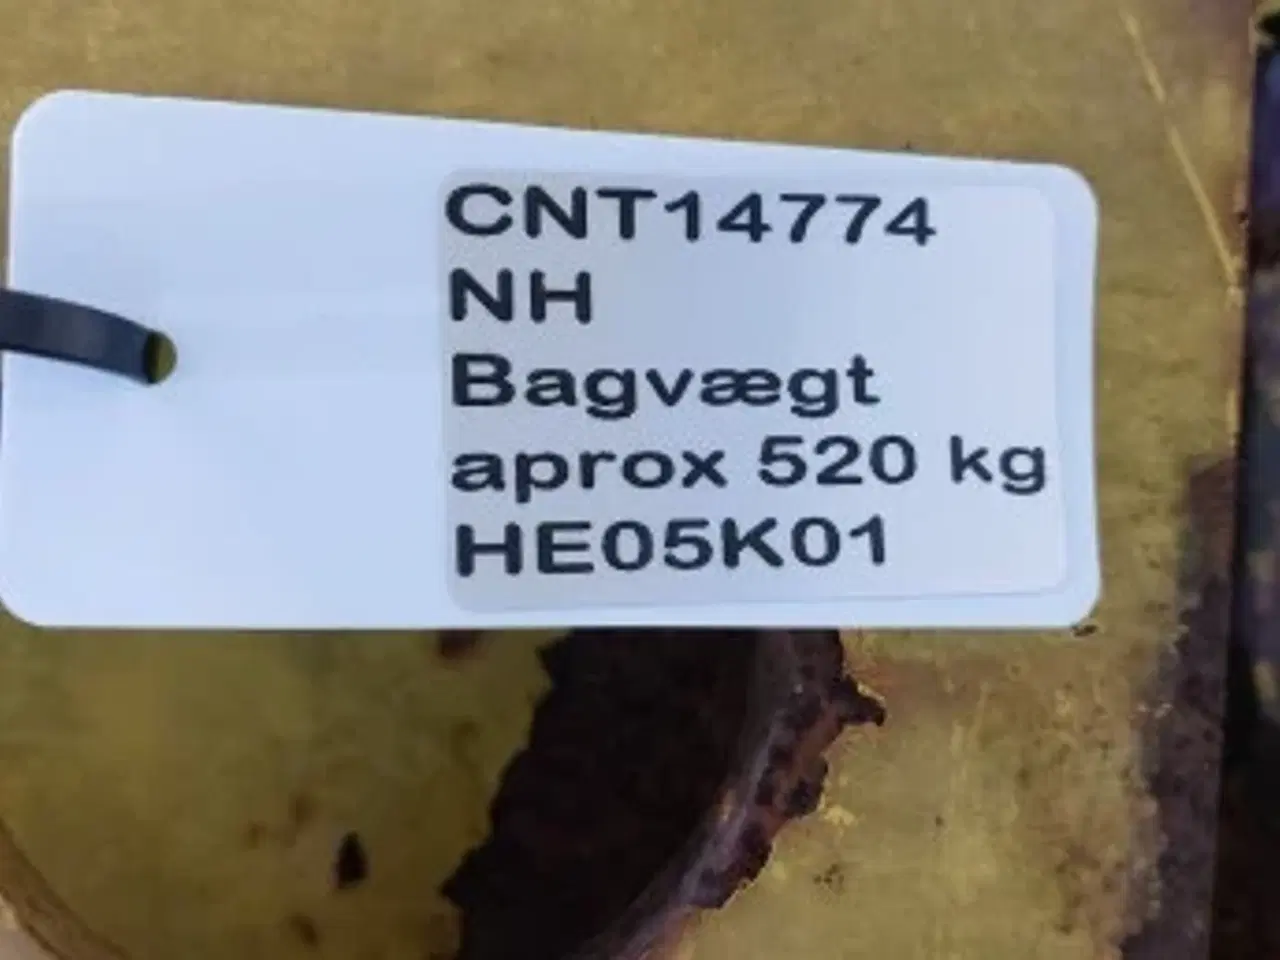 CNT14774
NH
Bagvægt
aprox 520 kg
HE05K01